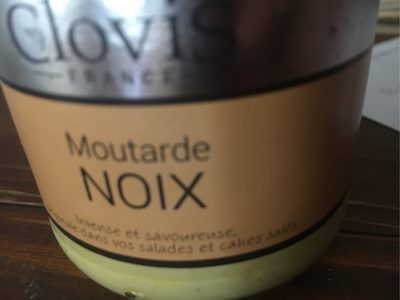 Clovis
FRANCE
Moutarde
NOIX
Intense et savoureuse,
dans vos salades et cakes salés